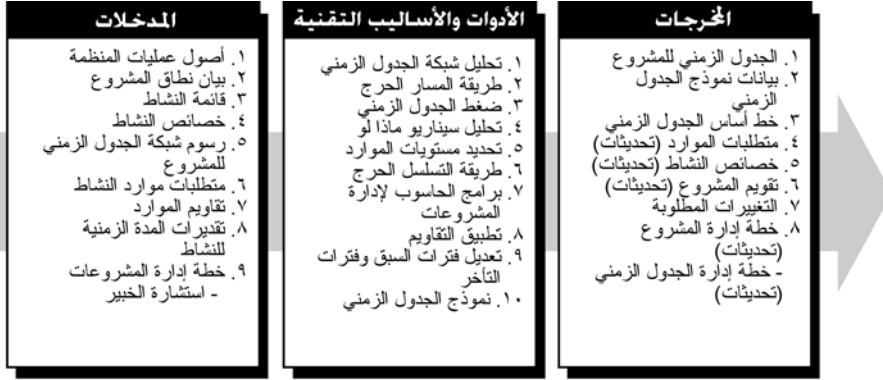 المدخلات
١. أصول عمليات المنظمة
٢. بيان نطاق المشروع
٣. قائمة النشاط
٤. خصائص النشاط
٥. رسوم شبكة الجدول الزمني
للمشروع
٦. متطلبات موارد النشاط
٧. تقاويم الموارد
٨. تقديرات المدة الزمنية
للنشاط
٩. خطة إدارة المشروعات
- استشارة الخبير
الأدوات والأساليب التقنية
١. تحليل شبكة الجدول الزمني
٢. طريقة المسار الحرج
٣. ضغط الجدول الزمني
٤. تحليل سيناريو ماذا لو
٥. تحديد مستويات الموارد
٦. طريقة التسلسل الحرج
٧. برامج الحاسوب لإدارة
المشروعات
٨. تطبيق التقاويم
٩. تعديل فترات السبق وفترات
التأخر
١٠. نموذج الجدول الزمني
المخرجات
١. الجدول الزمني للمشروع
٢. بيانات نموذج الجدول
الزمني
٣. خط أساس الجدول الزمني
٤. متطلبات الموارد (تحديثات)
٥. خصائص النشاط (تحديثات)
٦. تقويم المشروع (تحديثات)
٧. التغييرات المطلوبة
٨. خطة إدارة المشروع
(تحديثات)
- خطة إدارة الجدول الزمني
(تحديثات)